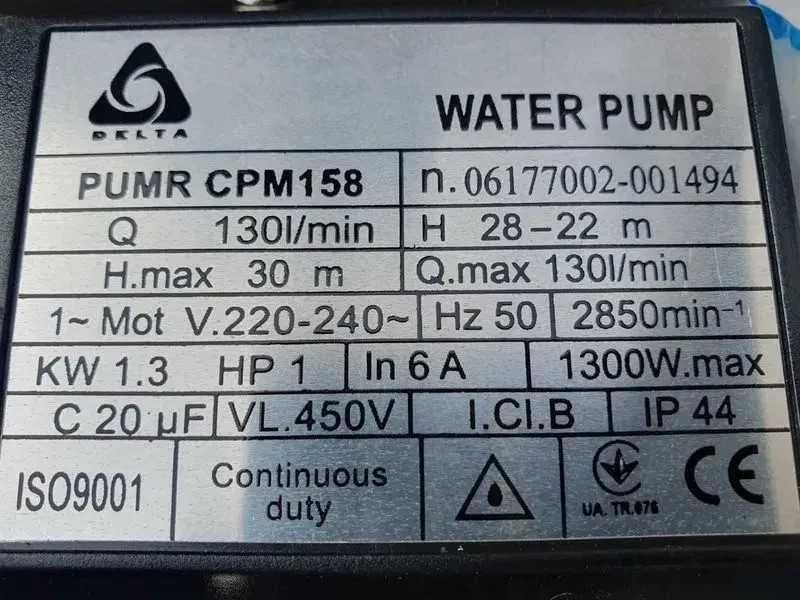 DELTA
WATER PUMP
PUMR CPM158 n. 06177002-001494
Q 130l/min H 28-22 m
H.max 30 m Q.max 130l/min
1~ Mot V.220-240~ Hz 50 2850min⁻¹
KW 1.3 HP 1 In 6 A 1300W.max
C 20 µF VL.450V I.Cl.B IP 44
ISO9001
Continuous
duty
UA. TR.076
CE